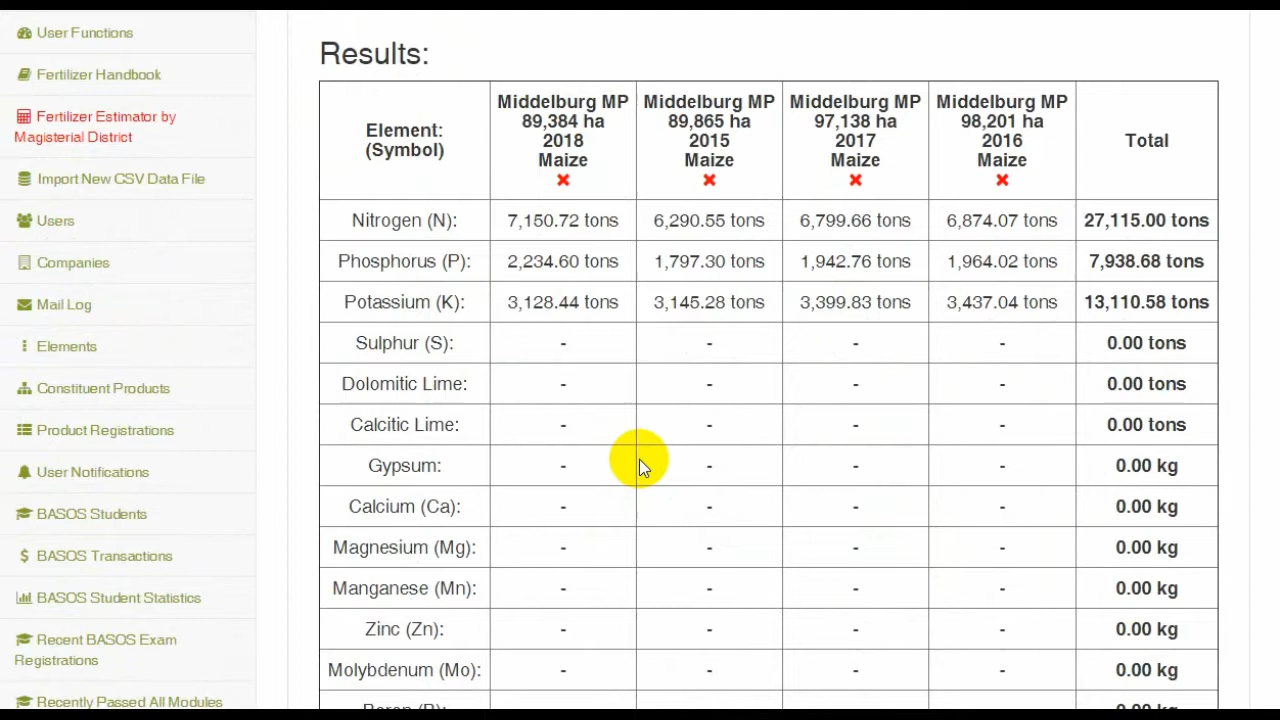 User Functions
Fertilizer Handbook
Fertilizer Estimator by
Magisterial District
Import New CSV Data File
Users
Companies
Mail Log
Elements
Constituent Products
Product Registrations
User Notifications
BASOS Students
BASOS Transactions
BASOS Student Statistics
Recent BASOS Exam
Registrations
Recently Passed All Modules
Results:
Element:
(Symbol)
Middelburg MP
89,384 ha
2018
Maize
Middelburg MP
89,865 ha
2015
Maize
Middelburg MP
97,138 ha
2017
Maize
Middelburg MP
98,201 ha
2016
Maize
Total
Nitrogen (N): 7,150.72 tons 6,290.55 tons 6,799.66 tons 6,874.07 tons 27,115.00 tons
Phosphorus (P): 2,234.60 tons 1,797.30 tons 1,942.76 tons 1,964.02 tons 7,938.68 tons
Potassium (K): 3,128.44 tons 3,145.28 tons 3,399.83 tons 3,437.04 tons 13,110.58 tons
Sulphur (S): - - - - 0.00 tons
Dolomitic Lime: - - - - 0.00 tons
Calcitic Lime: - - - - 0.00 tons
Gypsum: - - - - 0.00 kg
Calcium (Ca): - - - - 0.00 kg
Magnesium (Mg): - - - - 0.00 kg
Manganese (Mn): - - - - 0.00 kg
Zinc (Zn): - - - - 0.00 kg
Molybdenum (Mo): - - - - 0.00 kg